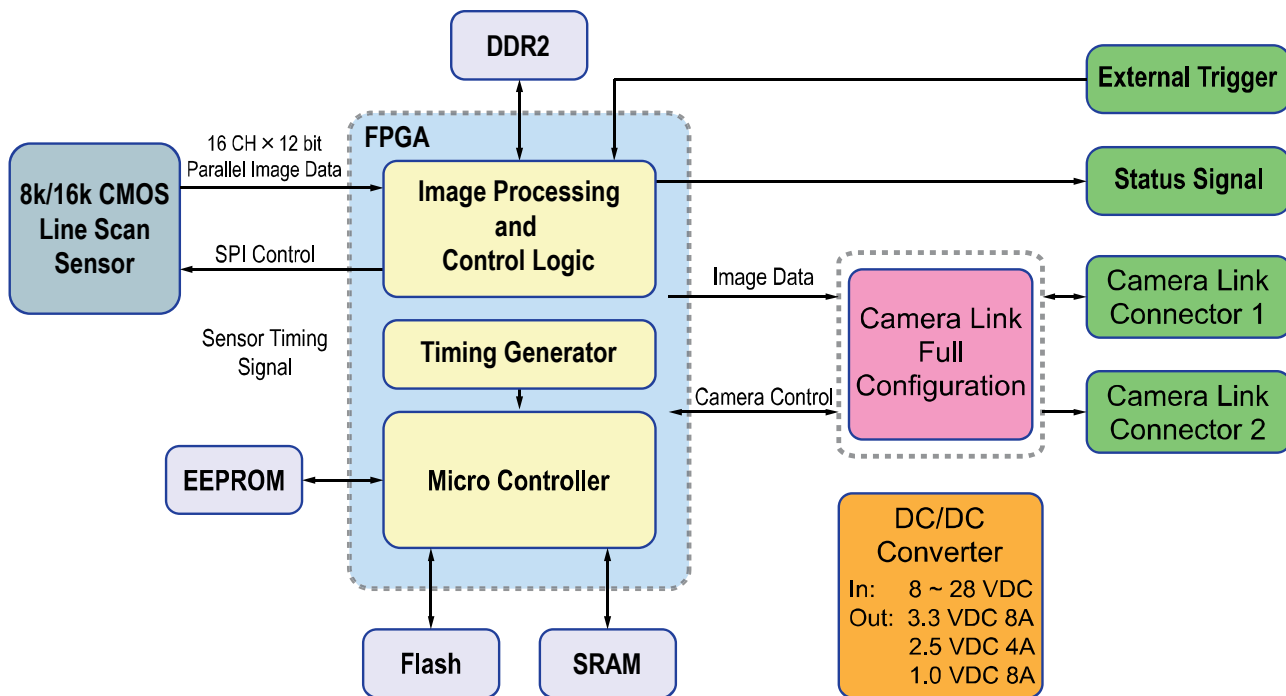 DDR2
External Trigger
FPGA
16 CH × 12 bit
Parallel Image Data
8k/16k CMOS
Line Scan
Sensor
Image Processing
and
Control Logic
Status Signal
SPI Control
Image Data
Camera Link
Connector 1
Camera Link
Full
Configuration
Sensor Timing
Signal
Timing Generator
Camera Control
Camera Link
Connector 2
EEPROM
Micro Controller
DC/DC
Converter
In: 8 ~ 28 VDC
Out: 3.3 VDC 8A
2.5 VDC 4A
1.0 VDC 8A
Flash
SRAM